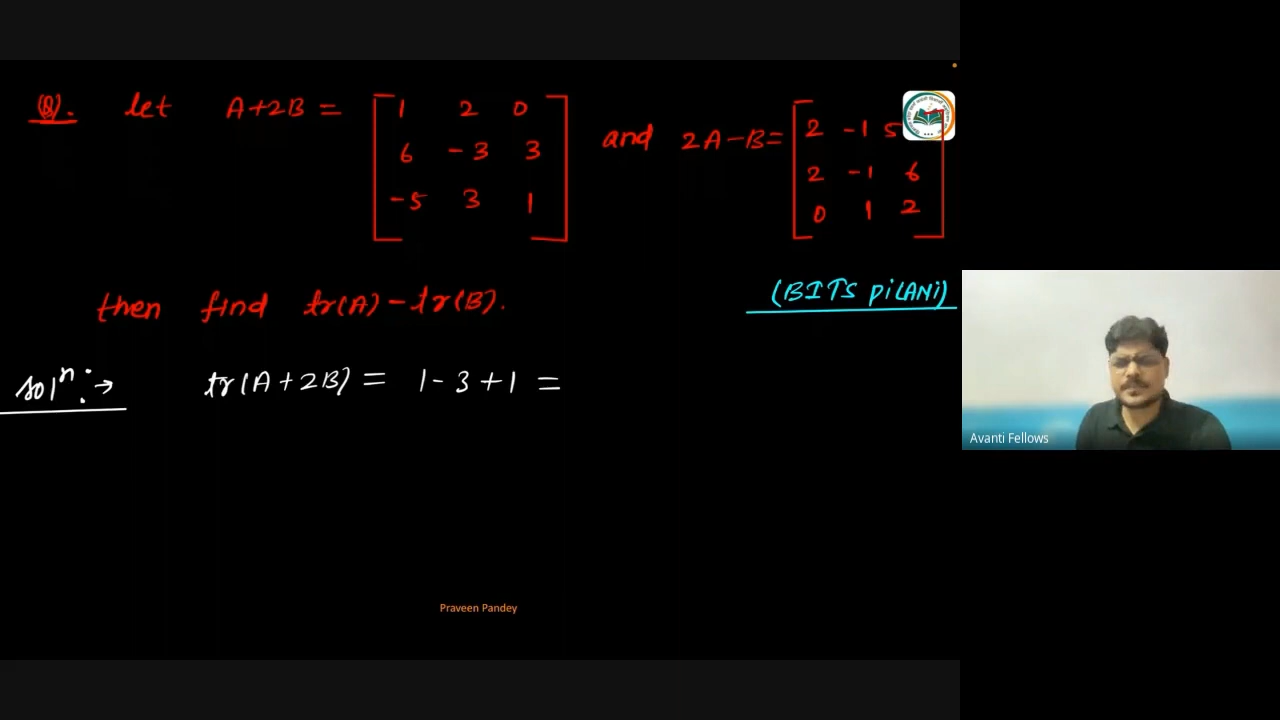 Q. let A+2B = [ 1 2 0 and 2A-B = [ 2 -1 5
6 -3 3 2 -1 6
-5 3 1 ] 0 1 2 ]
then find tr(A) - tr(B). (BITS PILANI)
Solⁿ:→ tr(A+2B) = 1-3+1 =
Avanti Fellows
Praveen Pandey